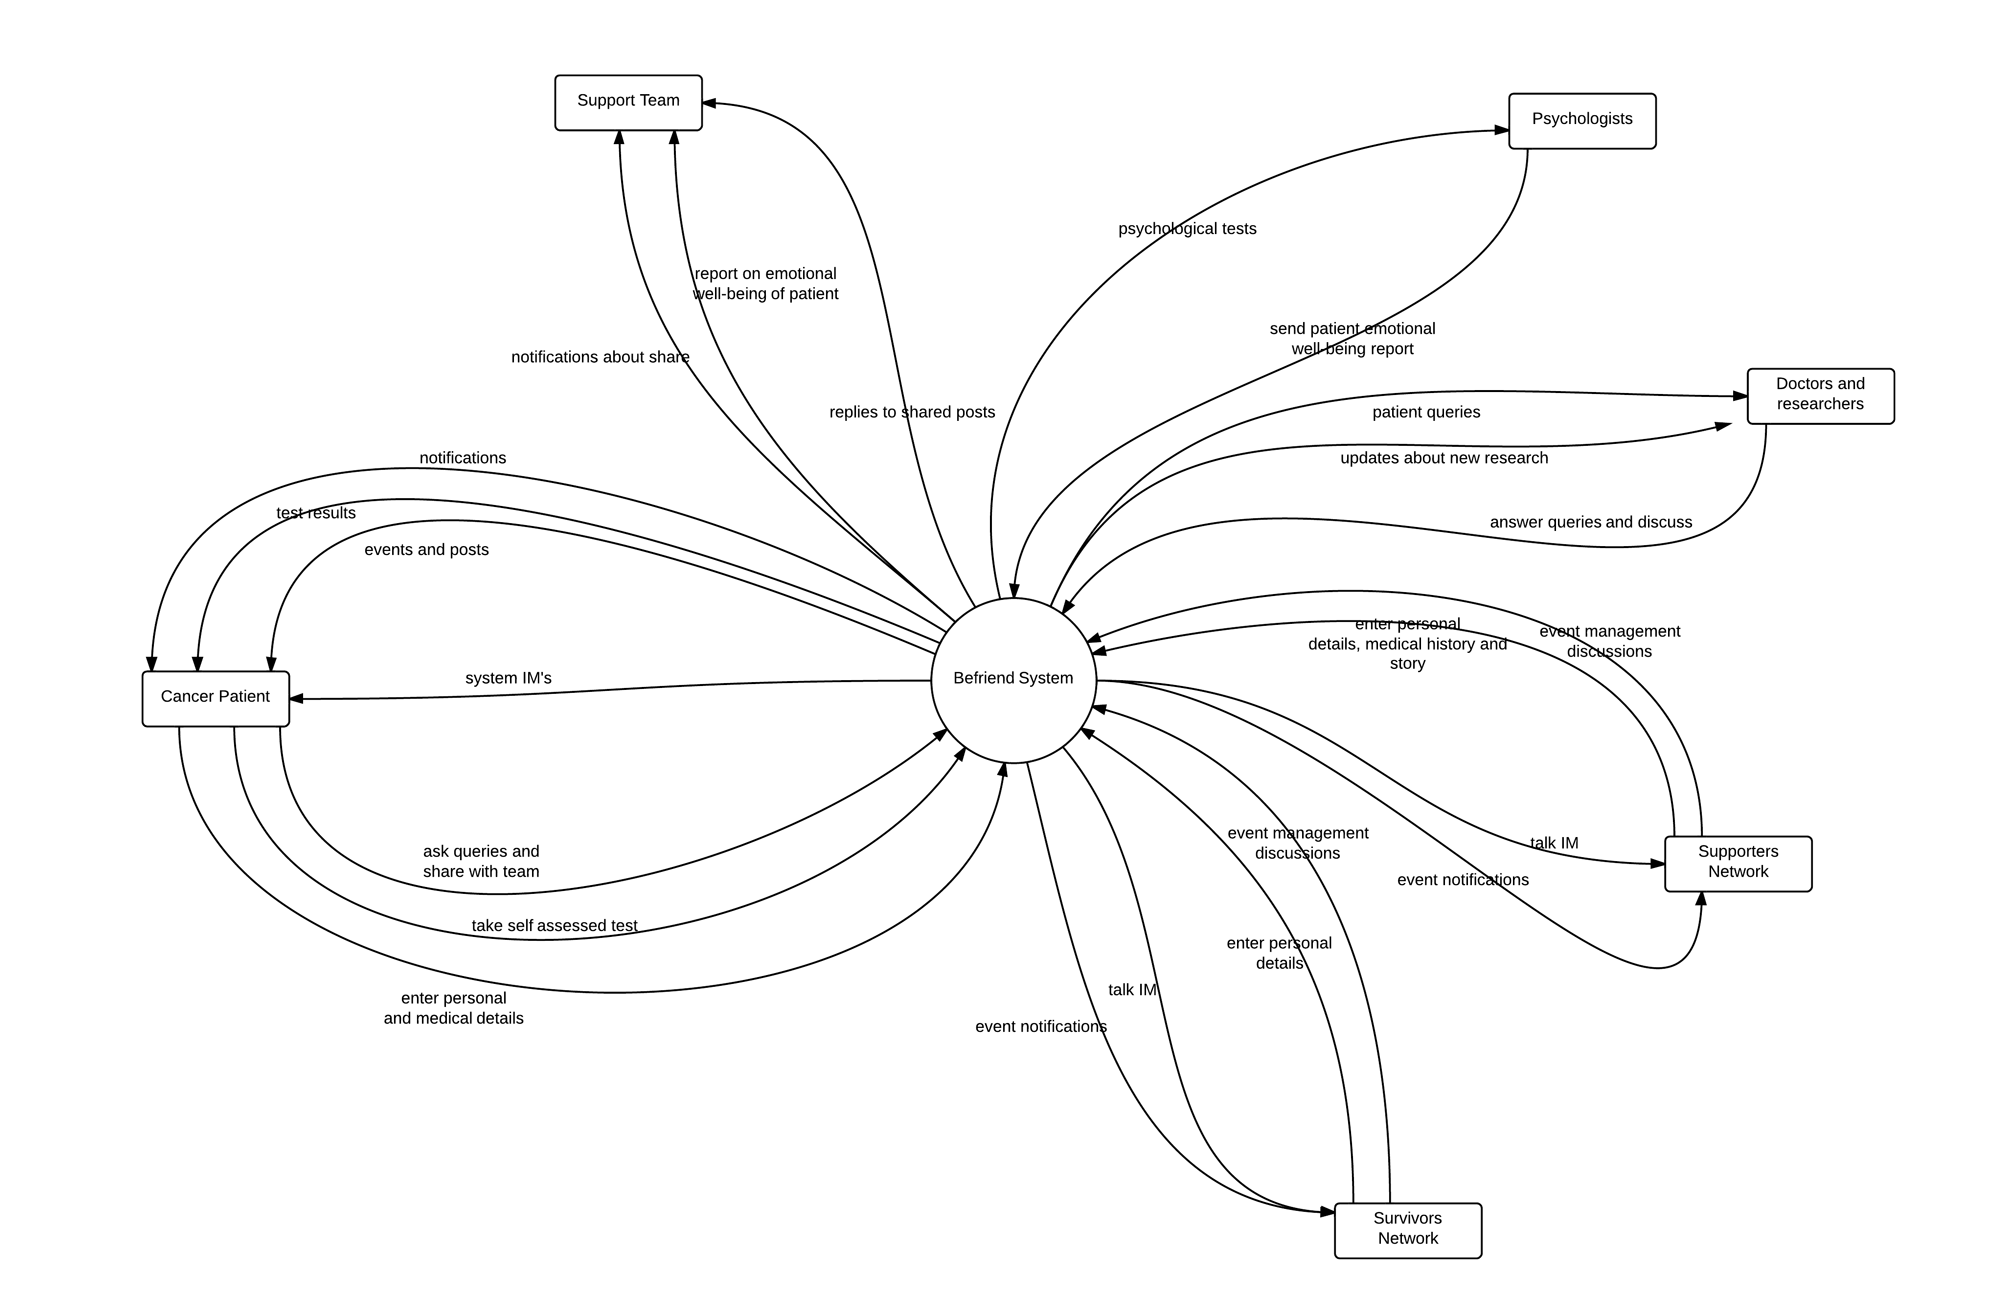 Support Team
Psychologists
psychological tests
report on emotional
well-being of patient
send patient emotional
well being report
notifications about share
Doctors and
researchers
replies to shared posts
patient queries
notifications
updates about new research
test results
answer queries and discuss
events and posts
enter personal
details, medical history and
story
event management
discussions
system IM's
Befriend System
Cancer Patient
event management
discussions
talk IM
Supporters
Network
ask queries and
share with team
event notifications
take self assessed test
enter personal
details
talk IM
enter personal
and medical details
event notifications
Survivors
Network